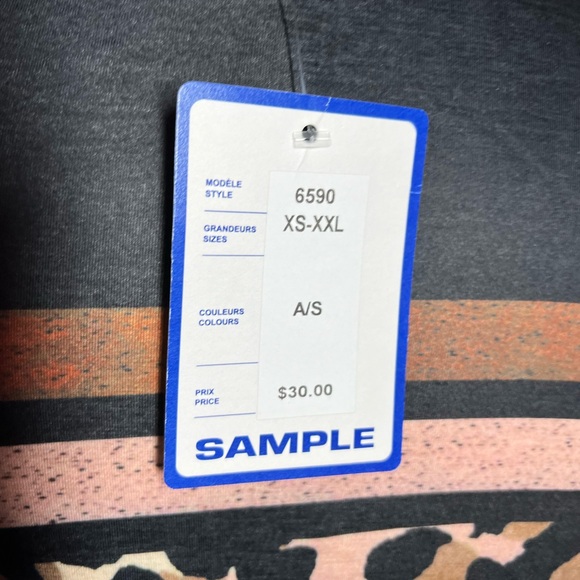 MODÈLE
STYLE
6590
GRANDEURS
SIZES
XS-XXL
COULEURS
COLOURS
A/S
PRIX
PRICE
$30.00
SAMPLE